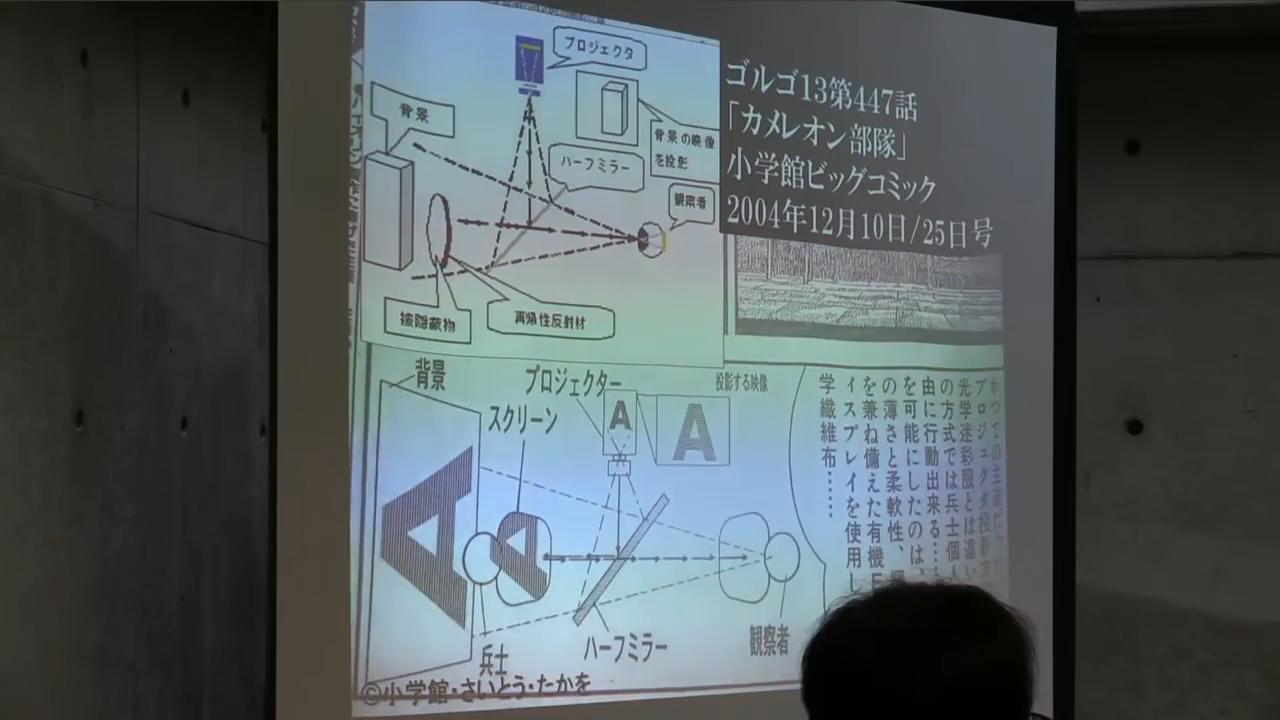 プロジェクタ
背景
背景の映像
を投影
ハーフミラー
観察者
被隠蔽物
再帰性反射材
ゴルゴ13第447話
「カメレオン部隊」
小学館ビッグコミック
2004年12月10日/25日号
背景
プロジェクター
投影する映像
スクリーン
A
A
A
A
兵士
ハーフミラー
観察者
プロジェクタ投影
光学迷彩服とは違い
の方式では兵士個人
由に行動出来る……
を可能にしたのは、
の薄さと柔軟性、
を兼ね備えた有機E
ィスプレイを使用し
学繊維布……
©小学館・さいとう・たかを